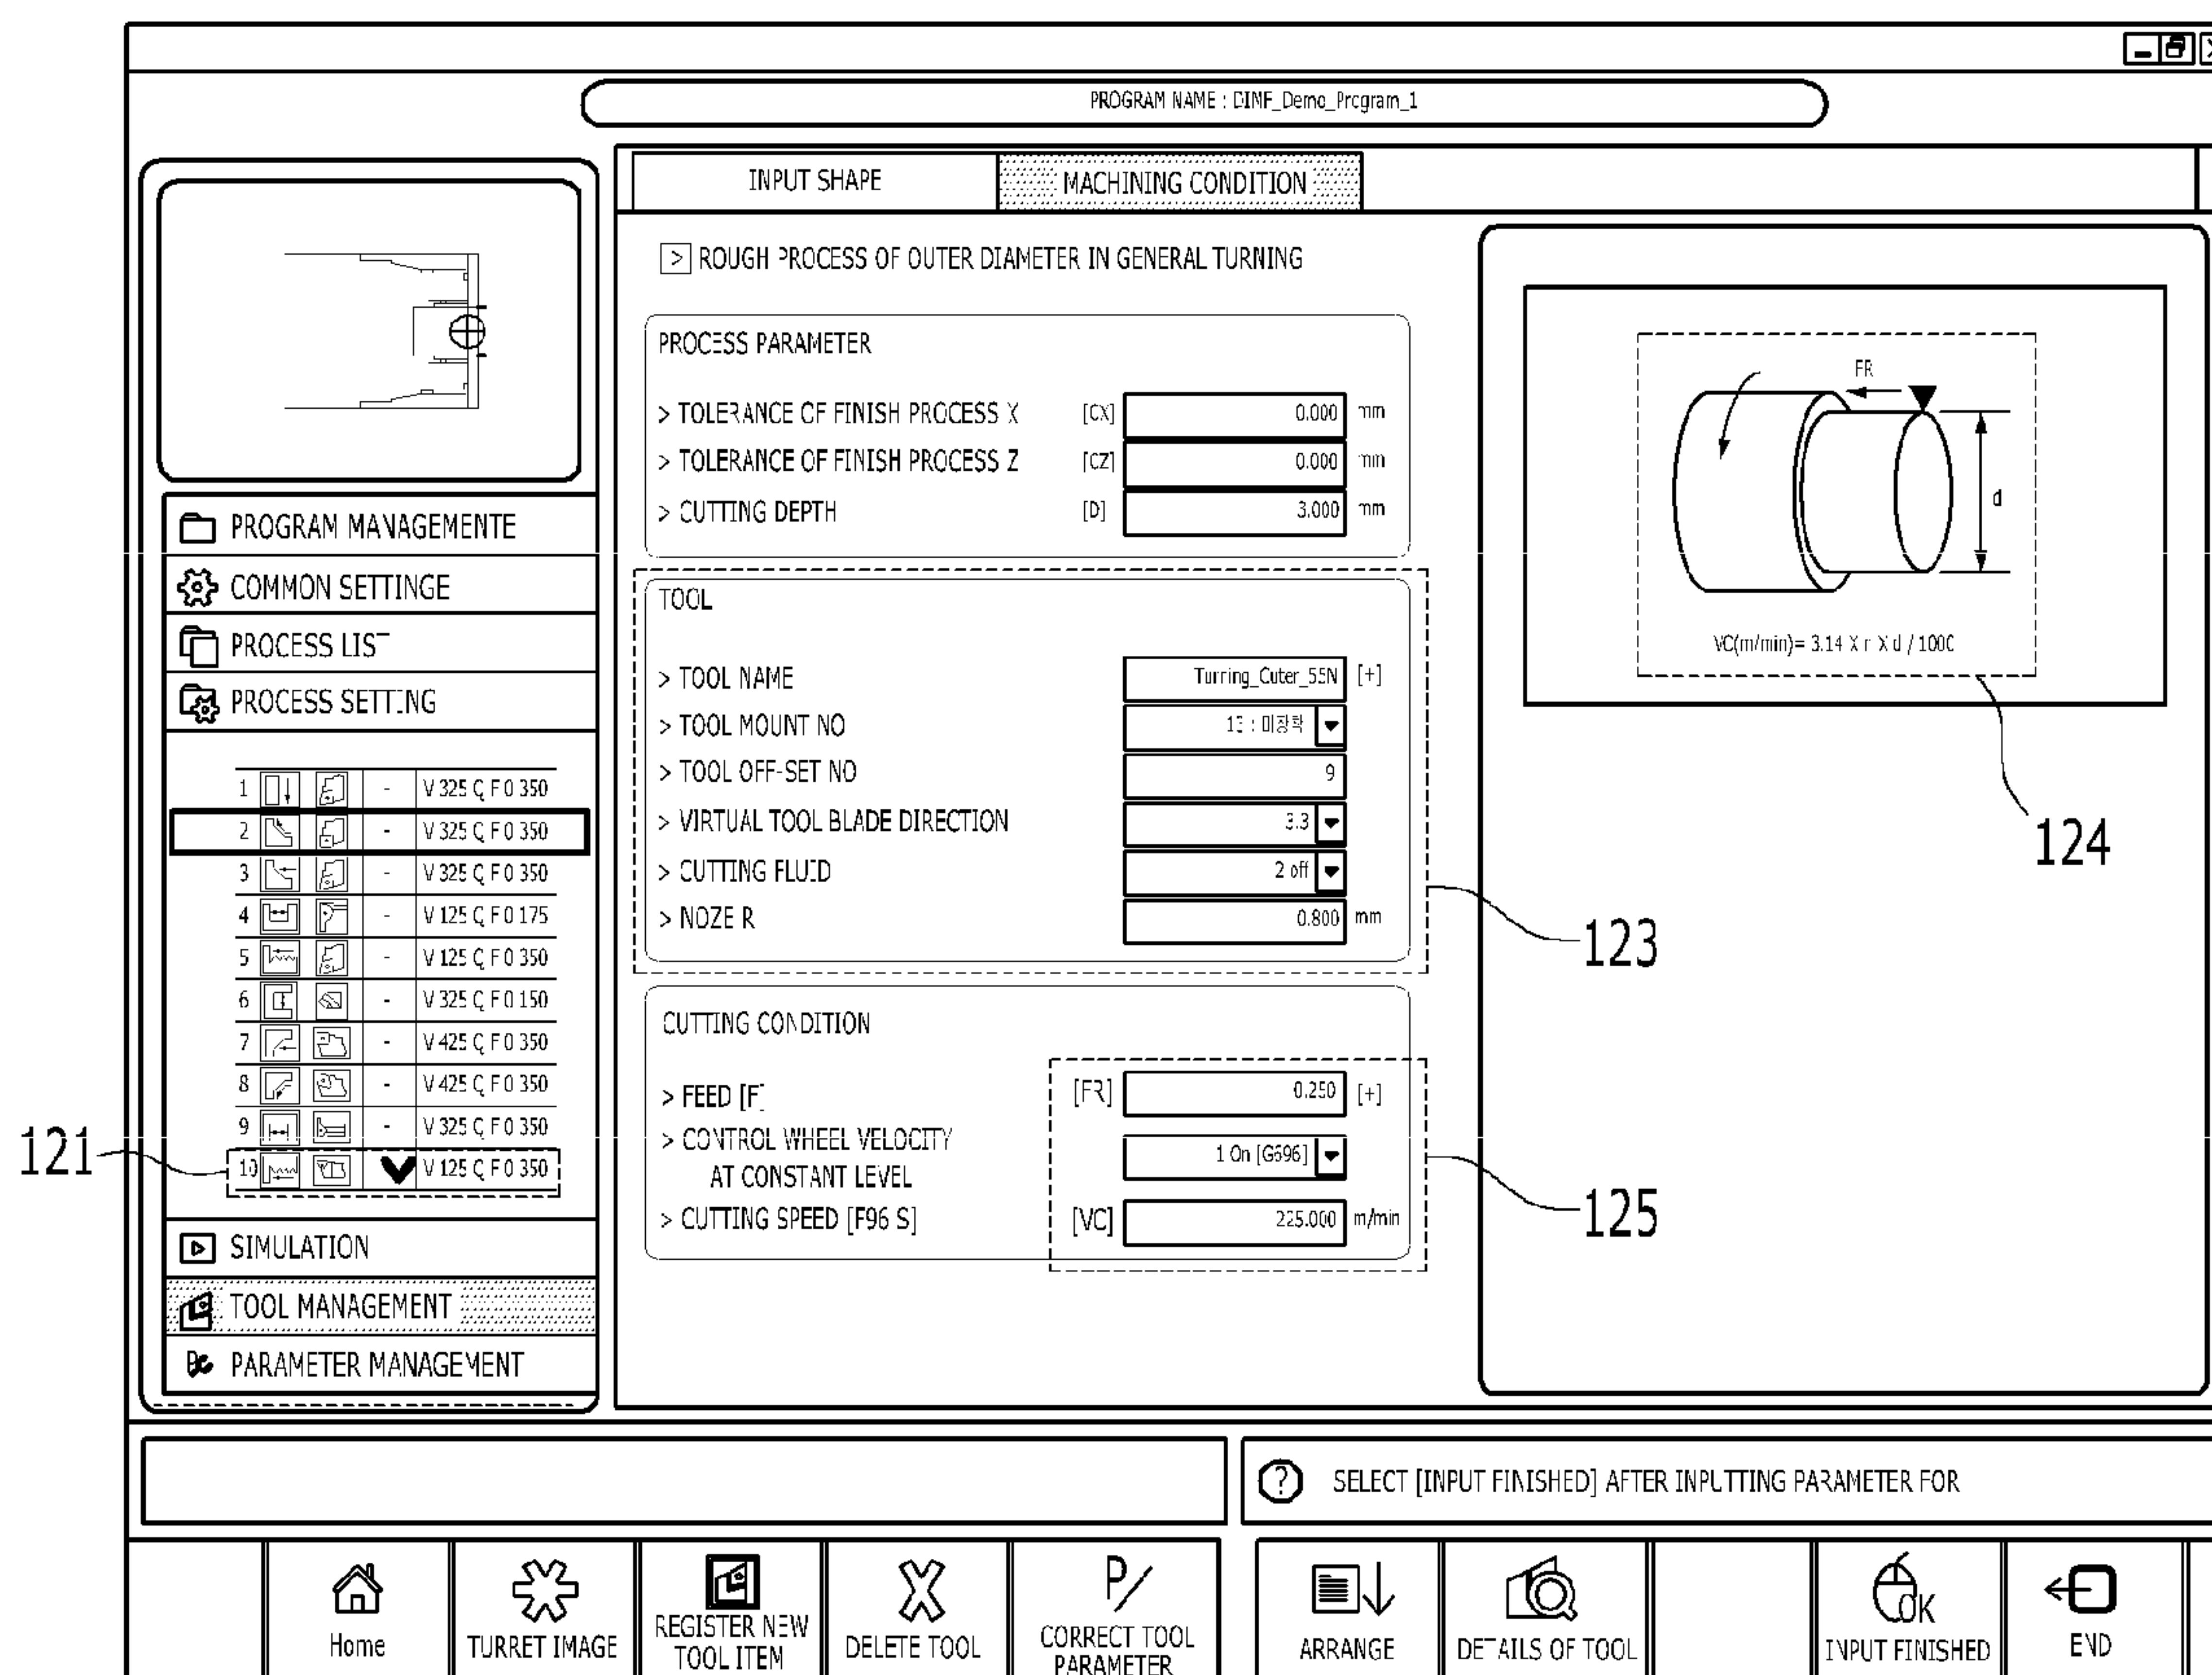 PROGRAM NAME : DINF_Demo_Program_1
INPUT SHAPE
MACHINING CONDITION
> ROUGH PROCESS OF OUTER DIAMETER IN GENERAL TURNING
PROCESS PARAMETER
> TOLERANCE OF FINISH PROCESS X [CX] 0.000 mm
> TOLERANCE OF FINISH PROCESS Z [CZ] 0.000 mm
> CUTTING DEPTH [D] 3.000 mm
TOOL
> TOOL NAME Turring_Cuter_55N [+]
> TOOL MOUNT NO 13 : 미장착
> TOOL OFF-SET NO 9
> VIRTUAL TOOL BLADE DIRECTION 3.3
> CUTTING FLUID 2 off
> NOZE R 0.800 mm
CUTTING CONDITION
> FEED [F] [FR] 0.250 [+]
> CONTROL WHEEL VELOCITY
AT CONSTANT LEVEL 1 On [G696]
> CUTTING SPEED [F96 S] [VC] 225.000 m/min
FR
d
VC(m/min)= 3.14 X n X d / 1000
124
123
125
121
PROGRAM MANAGEMENTE
COMMON SETTINGE
PROCESS LIST
PROCESS SETTING
1 - V 325 Q F 0 350
2 - V 325 Q F 0 350
3 - V 325 Q F 0 350
4 - V 125 Q F 0 175
5 - V 125 Q F 0 350
6 - V 325 Q F 0 150
7 - V 425 Q F 0 350
8 - V 425 Q F 0 350
9 - V 325 Q F 0 350
10 V 125 Q F 0 350
SIMULATION
TOOL MANAGEMENT
PARAMETER MANAGEMENT
? SELECT [INPUT FINISHED] AFTER INPUTTING PARAMETER FOR
Home
TURRET IMAGE
REGISTER NEW
TOOL ITEM
DELETE TOOL
P/
CORRECT TOOL
PARAMETER
ARRANGE
DETAILS OF TOOL
OK
INPUT FINISHED
END